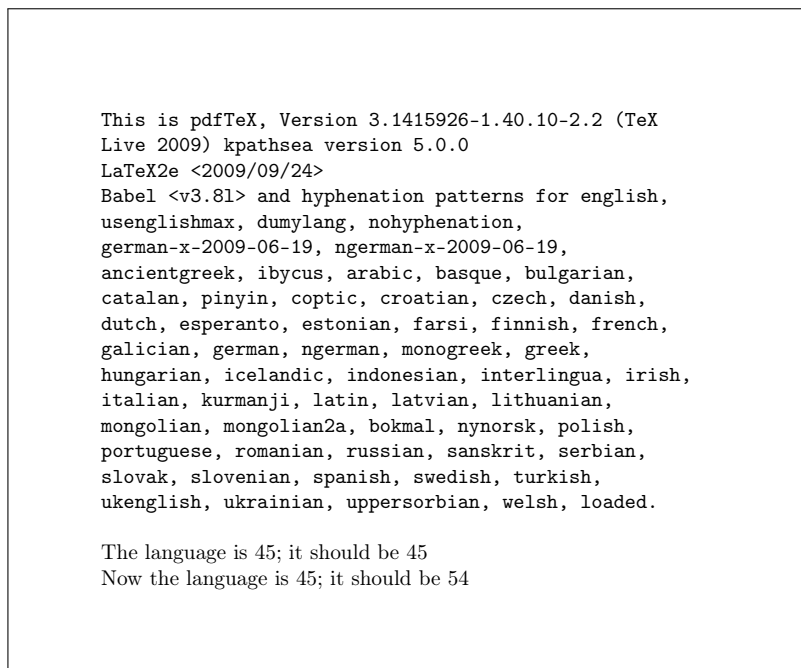 This is pdfTeX, Version 3.1415926-1.40.10-2.2 (TeX
Live 2009) kpathsea version 5.0.0
LaTeX2e <2009/09/24>
Babel <v3.8l> and hyphenation patterns for english,
usenglishmax, dumylang, nohyphenation,
german-x-2009-06-19, ngerman-x-2009-06-19,
ancientgreek, ibycus, arabic, basque, bulgarian,
catalan, pinyin, coptic, croatian, czech, danish,
dutch, esperanto, estonian, farsi, finnish, french,
galician, german, ngerman, monogreek, greek,
hungarian, icelandic, indonesian, interlingua, irish,
italian, kurmanji, latin, latvian, lithuanian,
mongolian, mongolian2a, bokmal, nynorsk, polish,
portuguese, romanian, russian, sanskrit, serbian,
slovak, slovenian, spanish, swedish, turkish,
ukenglish, ukrainian, uppersorbian, welsh, loaded.
The language is 45; it should be 45
Now the language is 45; it should be 54